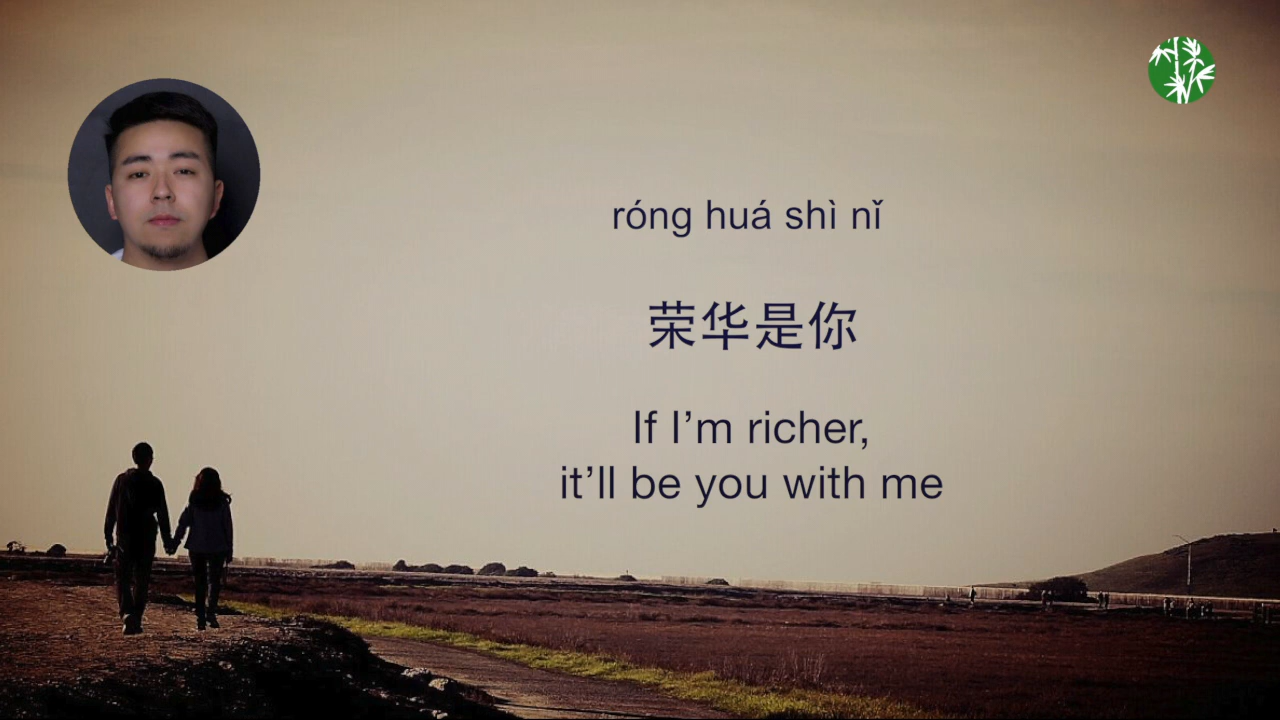 róng huá shì nǐ
荣华是你
If I’m richer,
it’ll be you with me